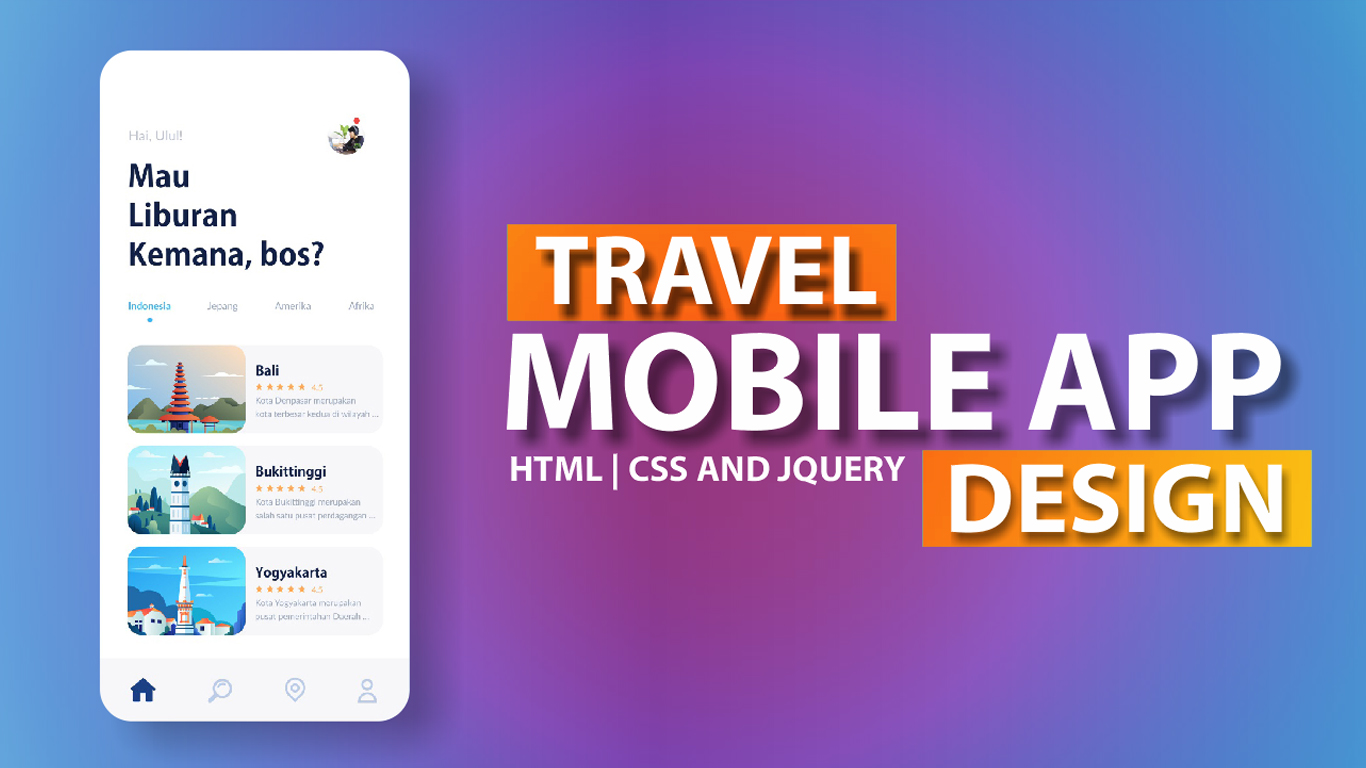 Hai, Ulul!
Mau
Liburan
Kemana, bos?
Indonesia Jepang Amerika Afrika
Bali
4.5
Kota Denpasar merupakan
kota terbesar kedua di wilayah ...
Bukittinggi
4.5
Kota Bukittinggi merupakan
salah satu pusat perdagangan ...
Yogyakarta
4.5
Kota Yogyakarta merupakan
pusat pemerintahan Daerah ...
TRAVEL
MOBILE APP
HTML | CSS AND JQUERY
DESIGN